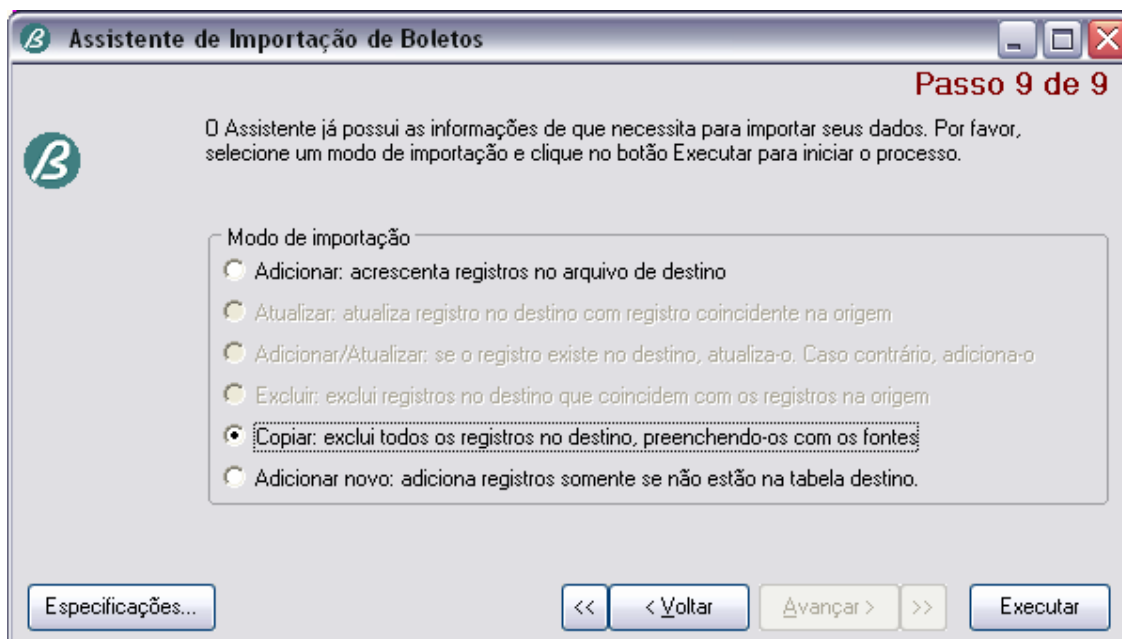 ß Assistente de Importação de Boletos
Passo 9 de 9
O Assistente já possui as informações de que necessita para importar seus dados. Por favor,
selecione um modo de importação e clique no botão Executar para iniciar o processo.
ß
Modo de importação
Adicionar: acrescenta registros no arquivo de destino
Atualizar: atualiza registro no destino com registro coincidente na origem
Adicionar/Atualizar: se o registro existe no destino, atualiza-o. Caso contrário, adiciona-o
Excluir: exclui registros no destino que coincidem com os registros na origem
Copiar: exclui todos os registros no destino, preenchendo-os com os fontes
Adicionar novo: adiciona registros somente se não estão na tabela destino.
Especificações... << < Voltar Avançar > >> Executar